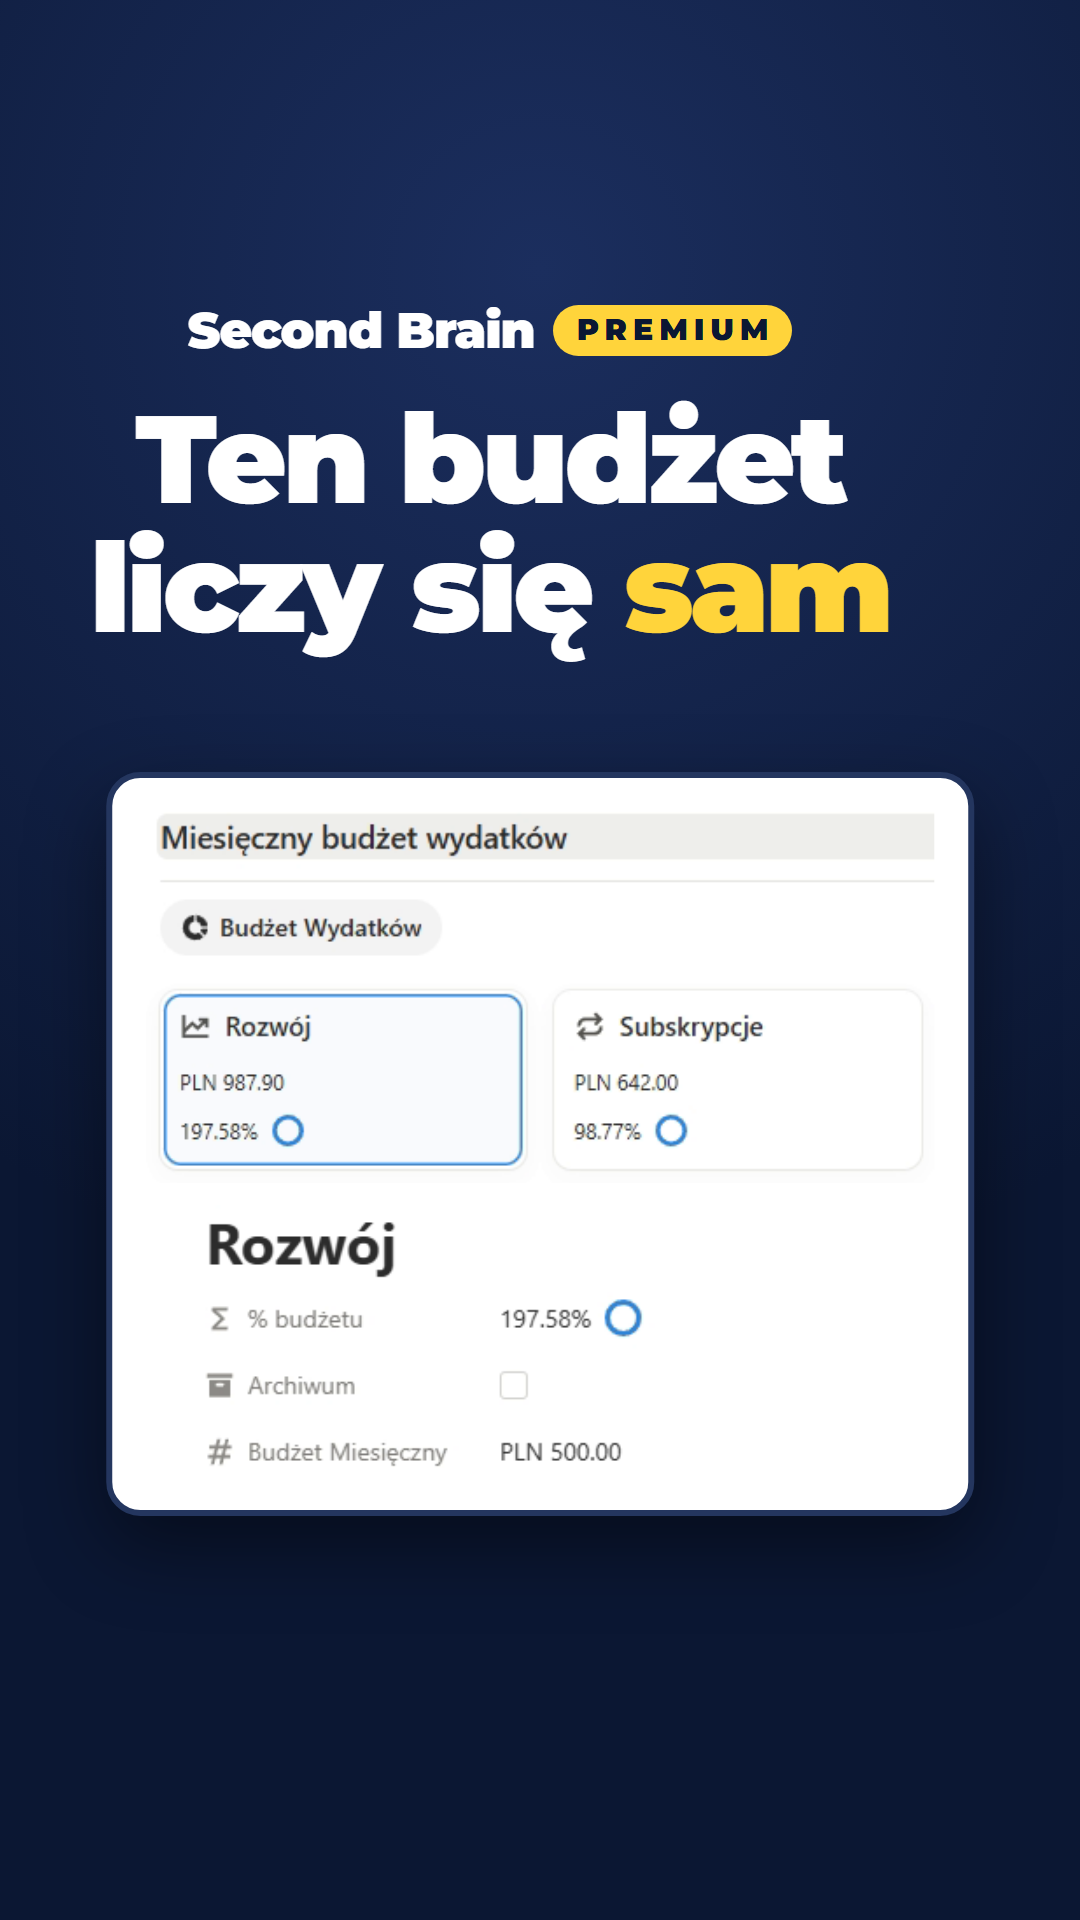 Second Brain PREMIUM
Ten budżet
liczy się sam
Miesięczny budżet wydatków
Budżet Wydatków
Rozwój
PLN 987.90
197.58%
Subskrypcje
PLN 642.00
98.77%
Rozwój
% budżetu 197.58%
Archiwum
Budżet Miesięczny PLN 500.00